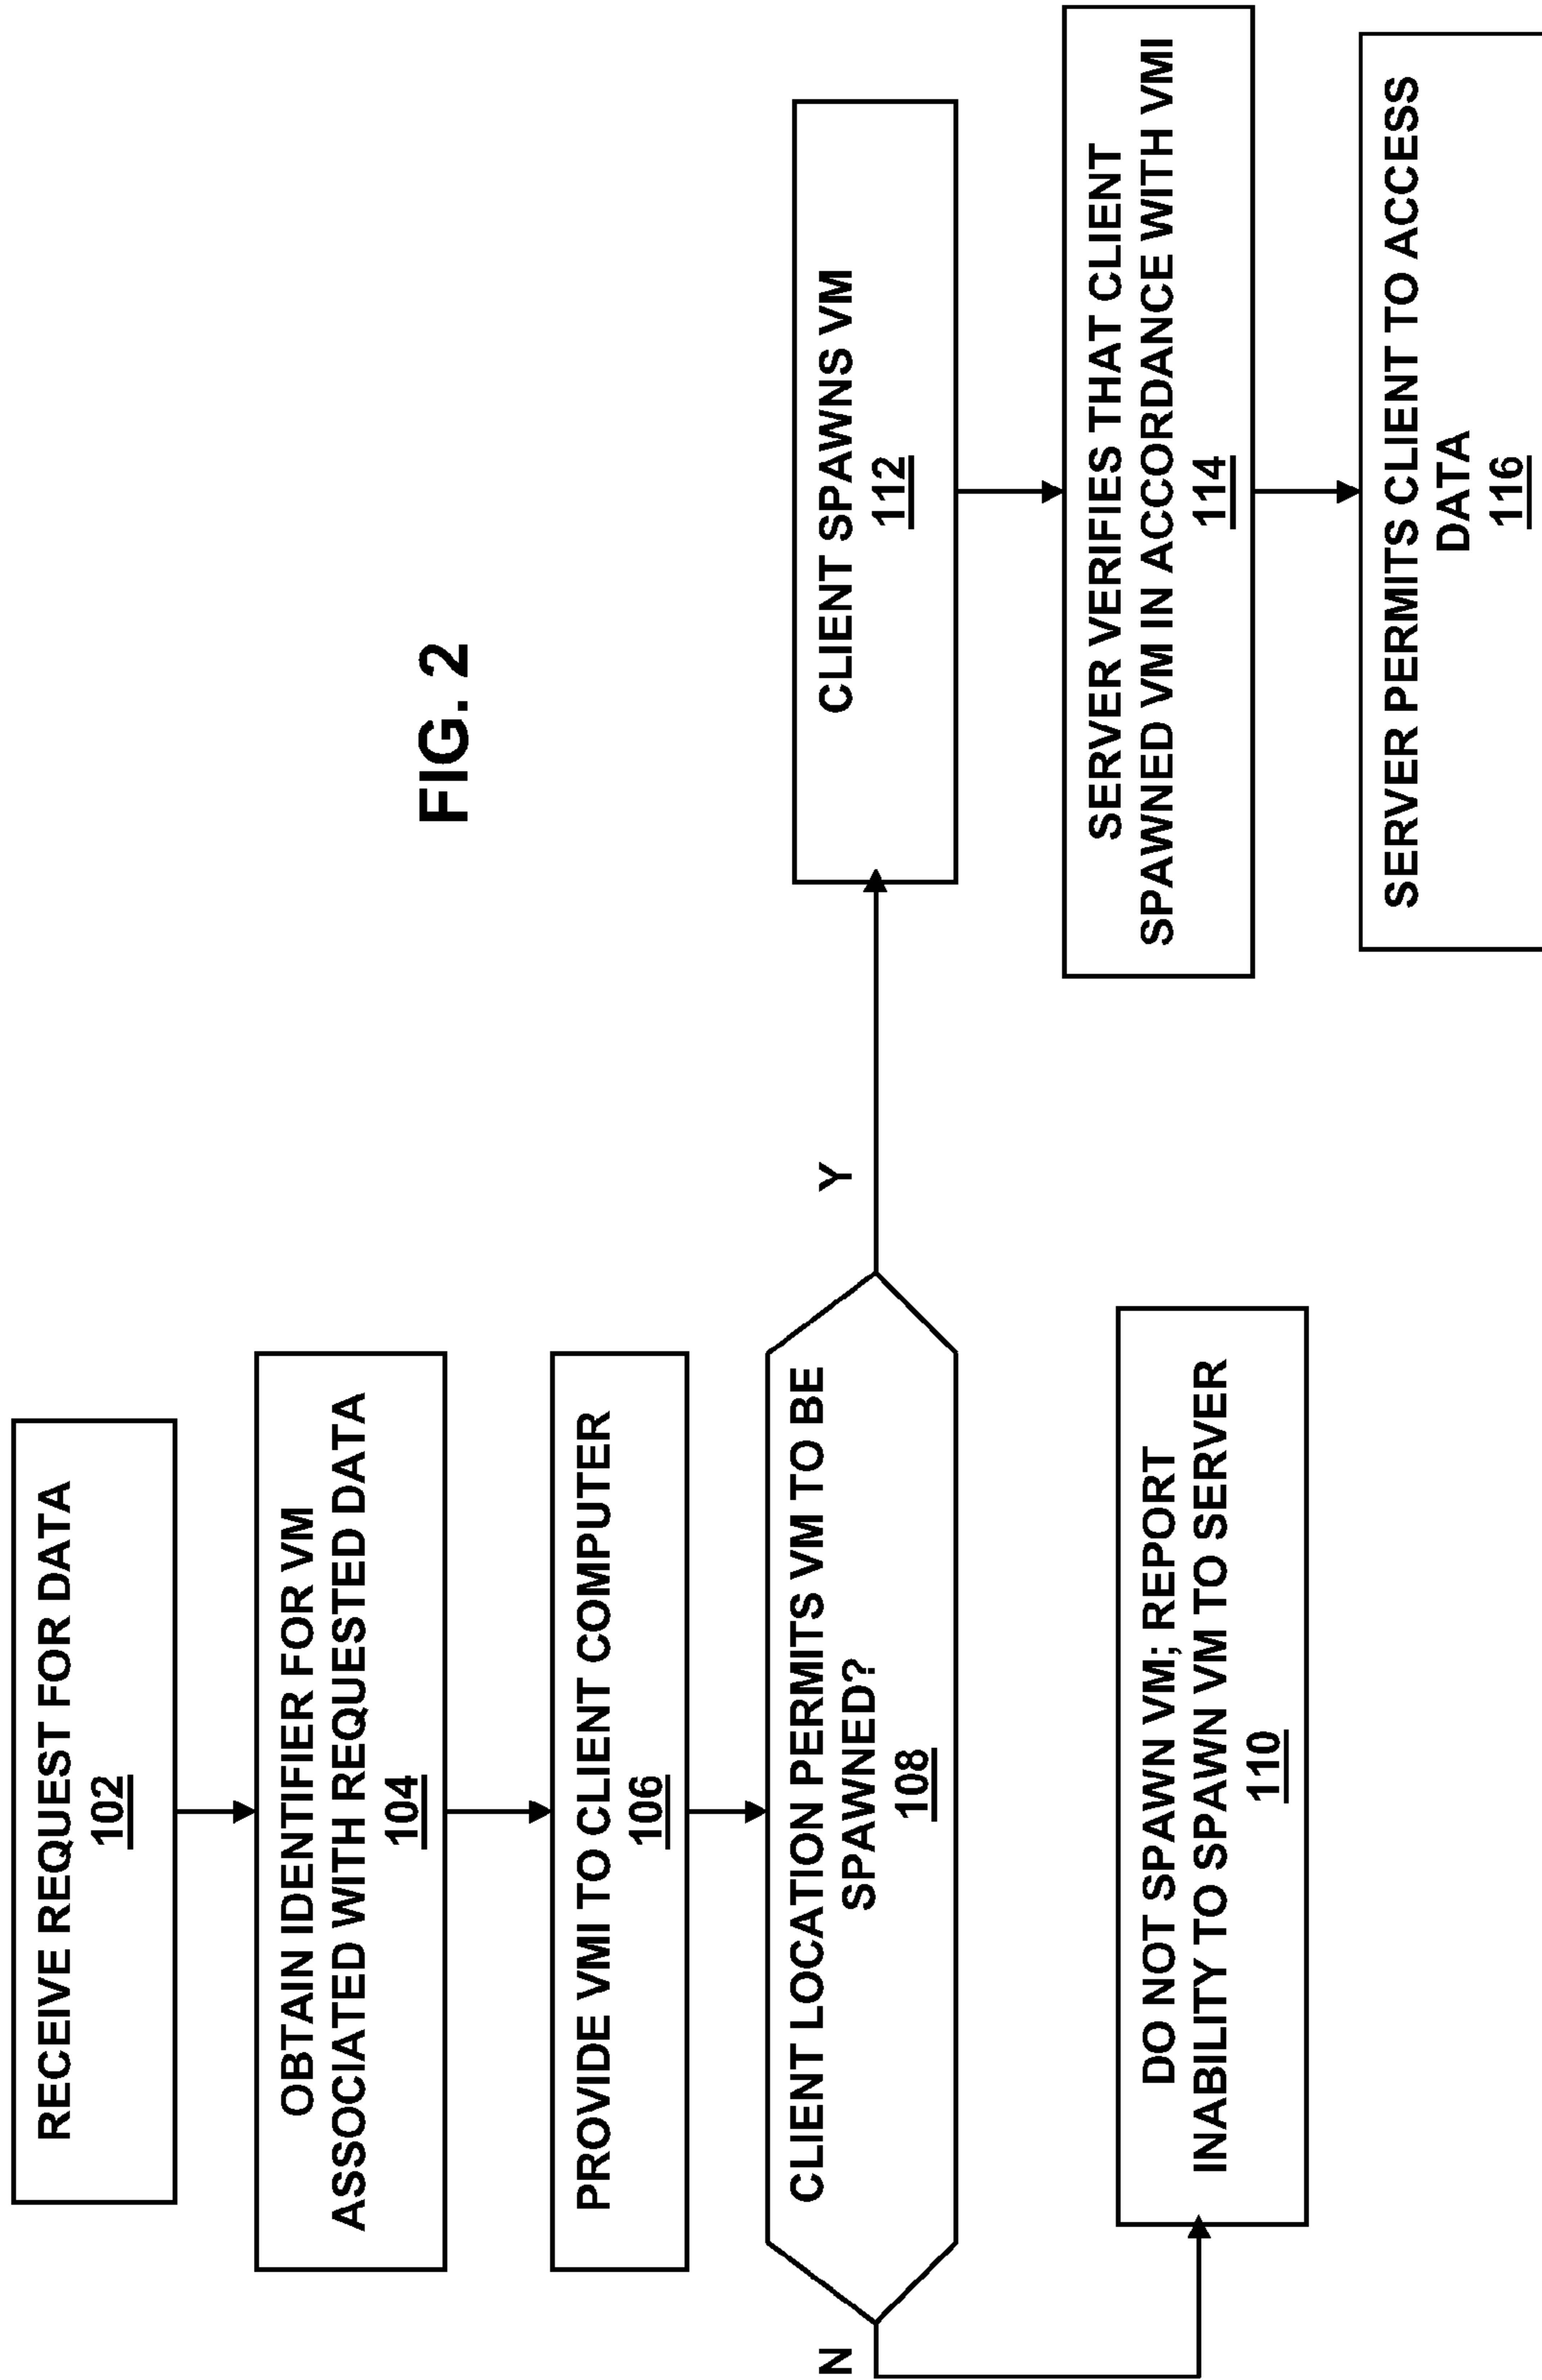 FIG. 2
RECEIVE REQUEST FOR DATA
102
OBTAIN IDENTIFIER FOR VM
ASSOCIATED WITH REQUESTED DATA
104
PROVIDE VMI TO CLIENT COMPUTER
106
CLIENT LOCATION PERMITS VM TO BE
SPAWNED?
108
N
Y
DO NOT SPAWN VM; REPORT
INABILITY TO SPAWN VM TO SERVER
110
CLIENT SPAWNS VM
112
SERVER VERIFIES THAT CLIENT
SPAWNED VM IN ACCORDANCE WITH VMI
114
SERVER PERMITS CLIENT TO ACCESS
DATA
116